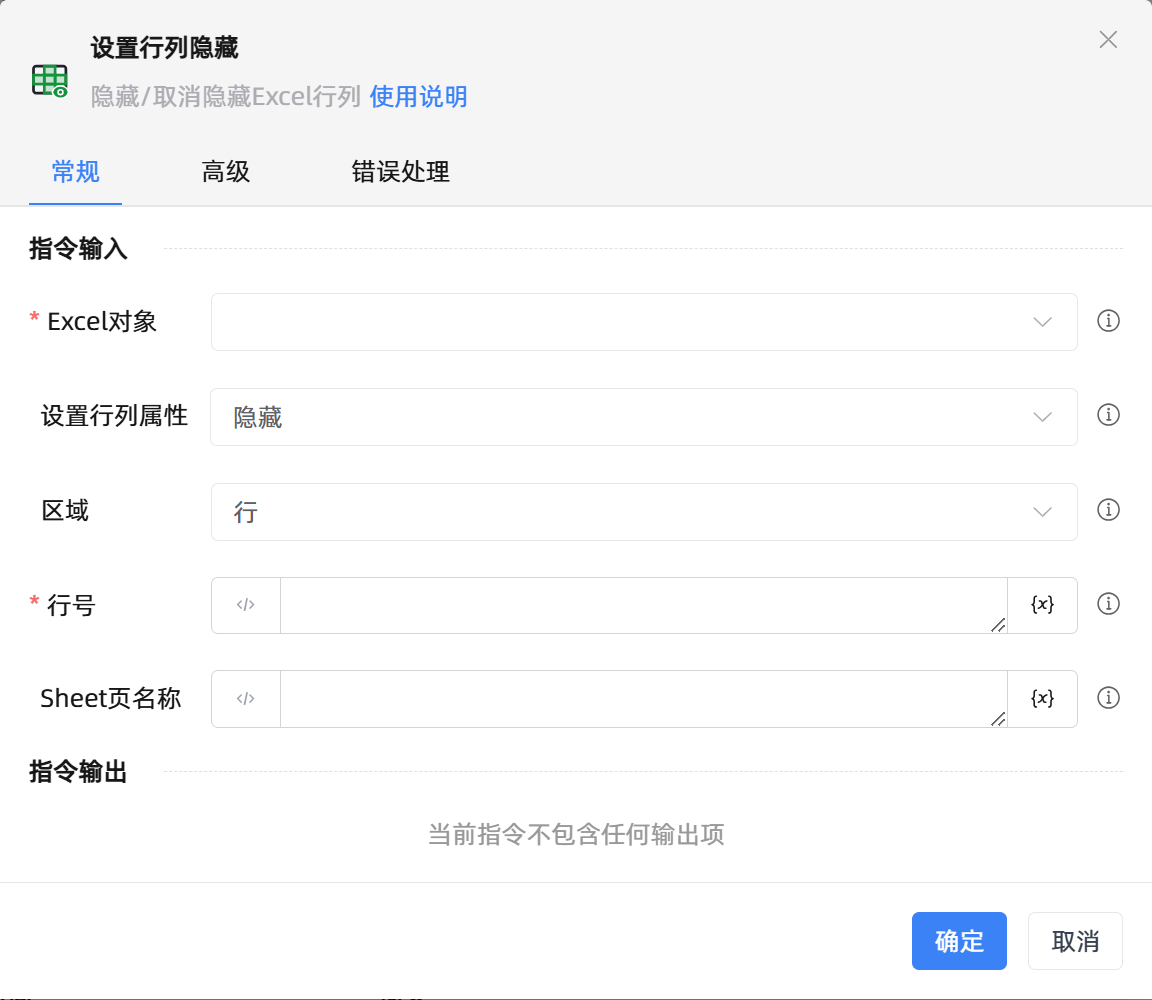 设置行列隐藏
隐藏/取消隐藏Excel行列 使用说明
常规 高级 错误处理
指令输入
* Excel对象
设置行列属性 隐藏
区域 行
* 行号 </> {x}
Sheet页名称 </> {x}
指令输出
当前指令不包含任何输出项
确定 取消